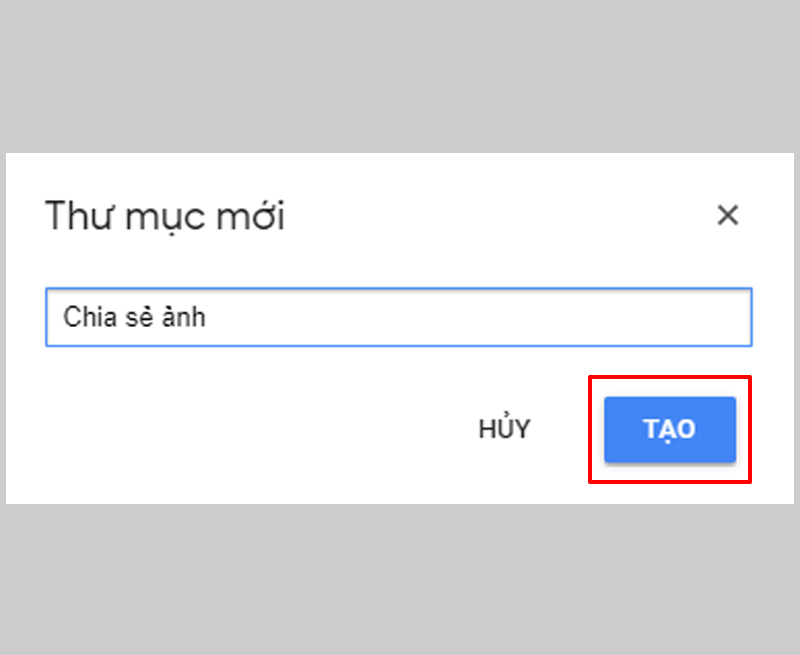 Thư mục mới
Chia sẻ ảnh
HỦY
TẠO